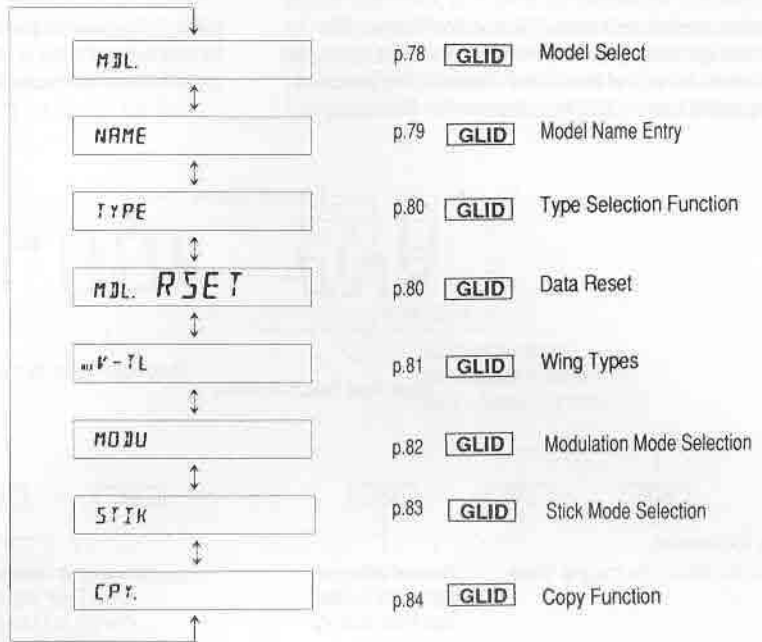 MDL. p.78 GLID Model Select
NAME p.79 GLID Model Name Entry
TYPE p.80 GLID Type Selection Function
MDL. RSET p.80 GLID Data Reset
MIX V-TL p.81 GLID Wing Types
MODU p.82 GLID Modulation Mode Selection
STIK p.83 GLID Stick Mode Selection
CPY. p.84 GLID Copy Function